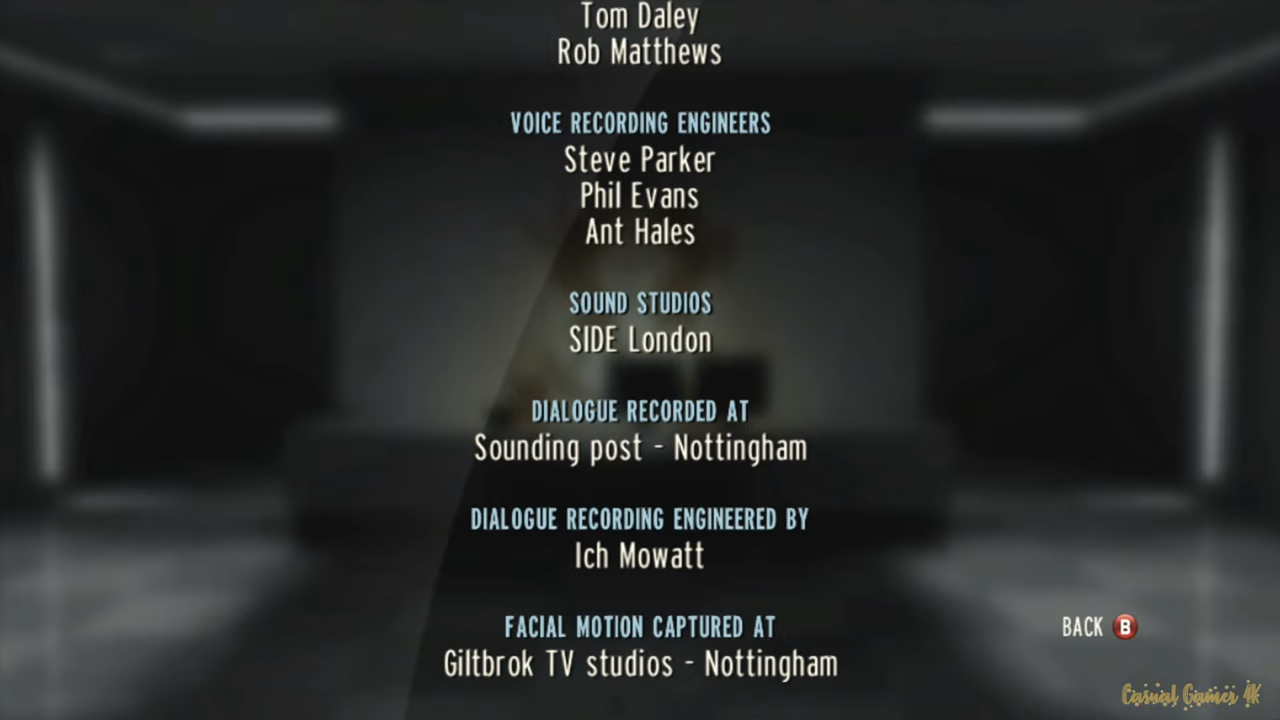 Tom Daley
Rob Matthews
VOICE RECORDING ENGINEERS
Steve Parker
Phil Evans
Ant Hales
SOUND STUDIOS
SIDE London
DIALOGUE RECORDED AT
Sounding post - Nottingham
DIALOGUE RECORDING ENGINEERED BY
Ich Mowatt
FACIAL MOTION CAPTURED AT
Giltbrok TV studios - Nottingham
BACK B
Casual Gamer 4K